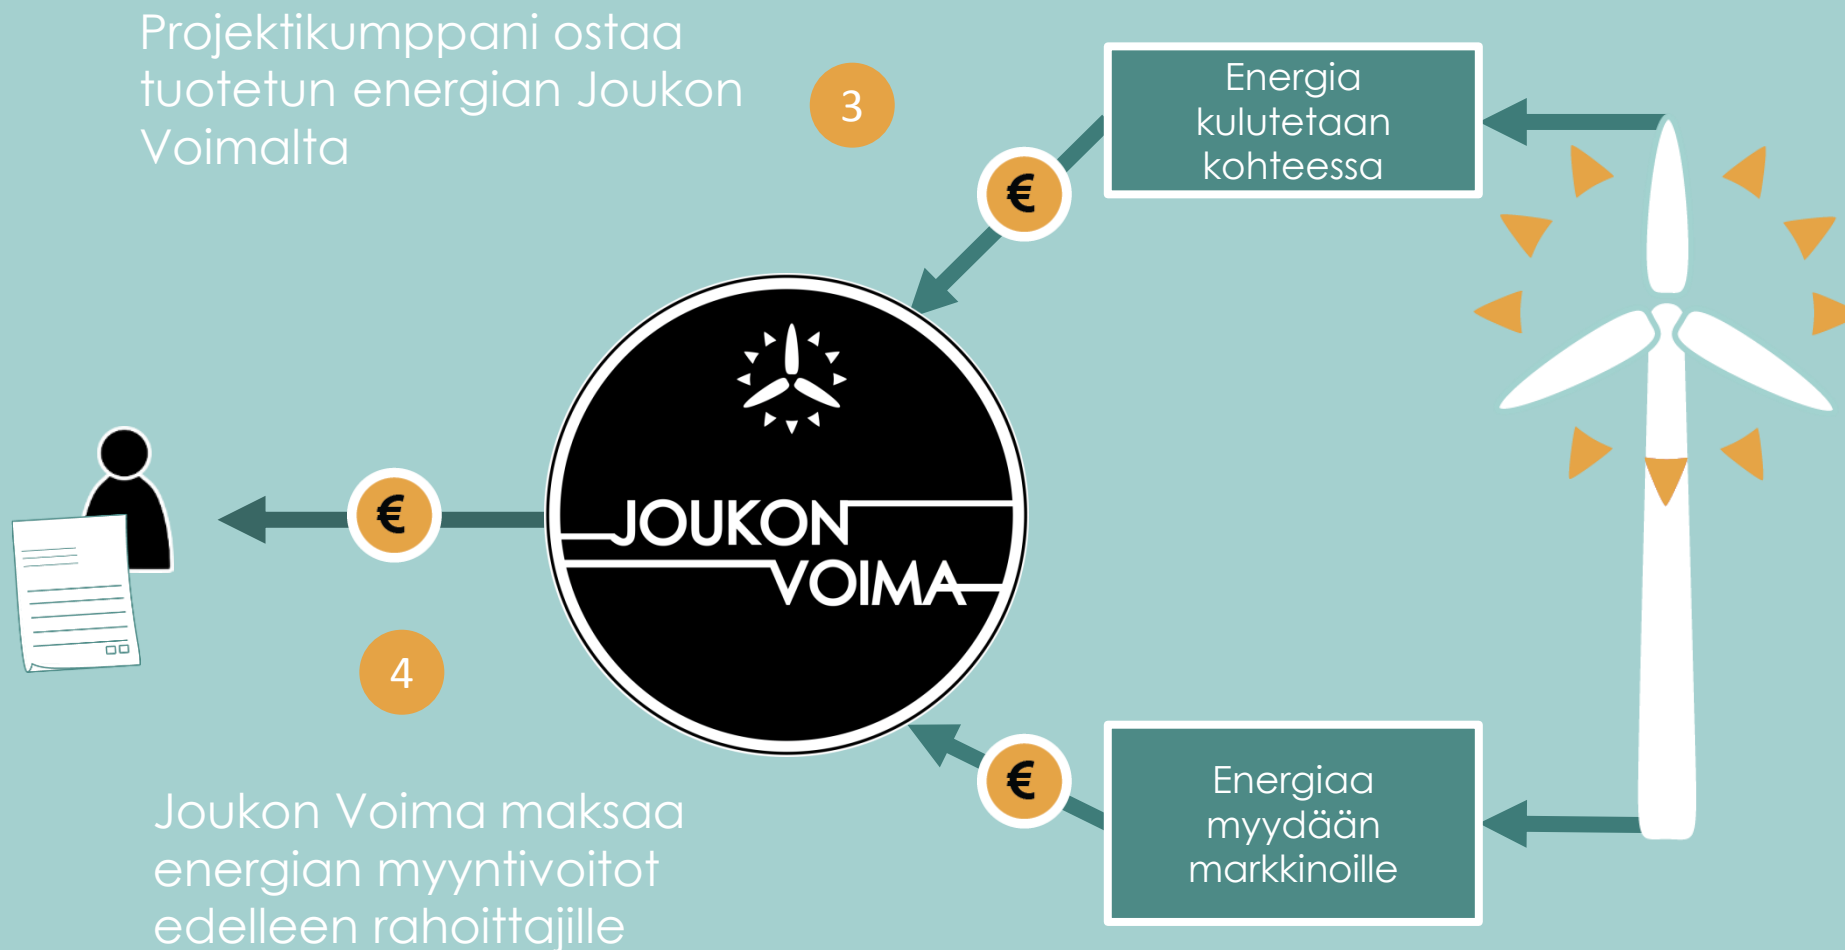 Projektikumppani ostaa
tuotetun energian Joukon
Voimalta
3
Energia
kulutetaan
kohteessa
€
JOUKON
VOIMA
€
4
€
Energiaa
myydään
markkinoille
Joukon Voima maksaa
energian myyntivoitot
edelleen rahoittajille